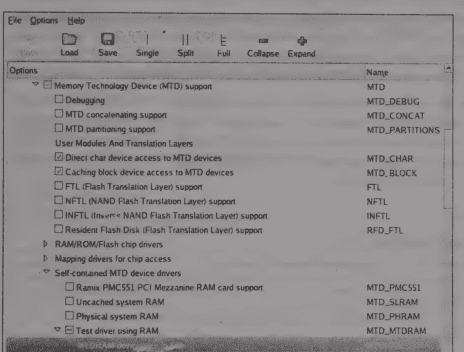 File Options Help
Load Save Single Split Full Collapse Expand
Options Name
Memory Technology Device (MTD) support MTD
Debugging MTD_DEBUG
MTD concatenating support MTD_CONCAT
MTD partitioning support MTD_PARTITIONS
User Modules And Translation Layers
Direct char device access to MTD devices MTD_CHAR
Caching block device access to MTD devices MTD_BLOCK
FTL (Flash Translation Layer) support FTL
NFTL (NAND Flash Translation Layer) support NFTL
INFTL (Inverse NAND Flash Translation Layer) support INFTL
Resident Flash Disk (Flash Translation Layer) support RFD_FTL
RAM/ROM/Flash chip drivers
Mapping drivers for chip access
Self-contained MTD device drivers
Ramix PMC551 PCI Mezzanine RAM card support MTD_PMC551
Uncached system RAM MTD_SLRAM
Physical system RAM MTD_PHRAM
Test driver using RAM MTD_MTDRAM